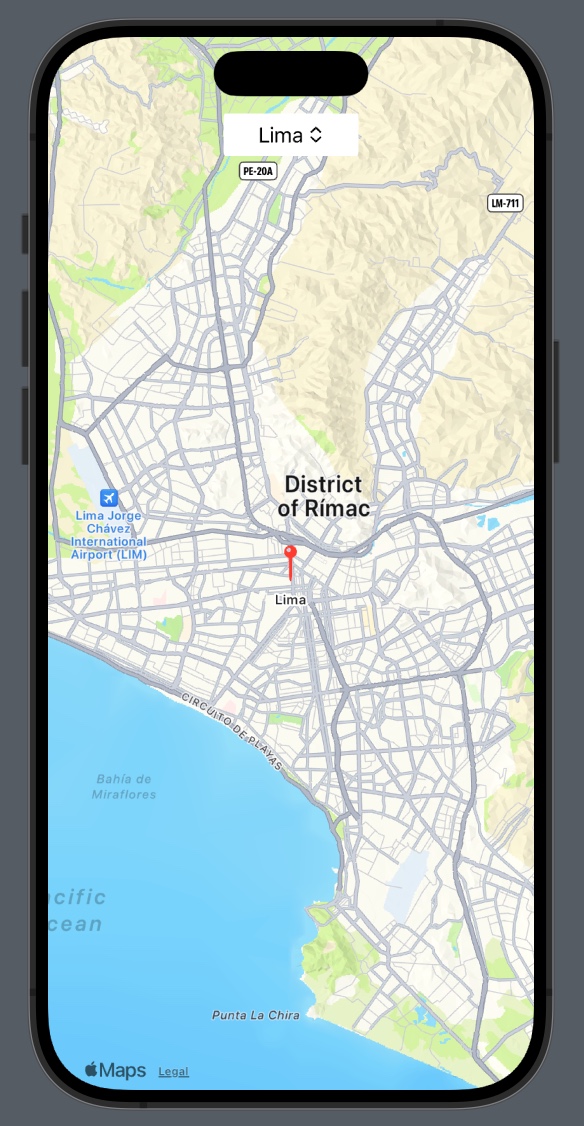 Lima
PE-20A
LM-711
District
of Rímac
Lima Jorge
Chávez
International
Airport (LIM)
Lima
CIRCUITO DE PLAYAS
Bahía de
Miraflores
acific
cean
Punta La Chira
Maps
Legal